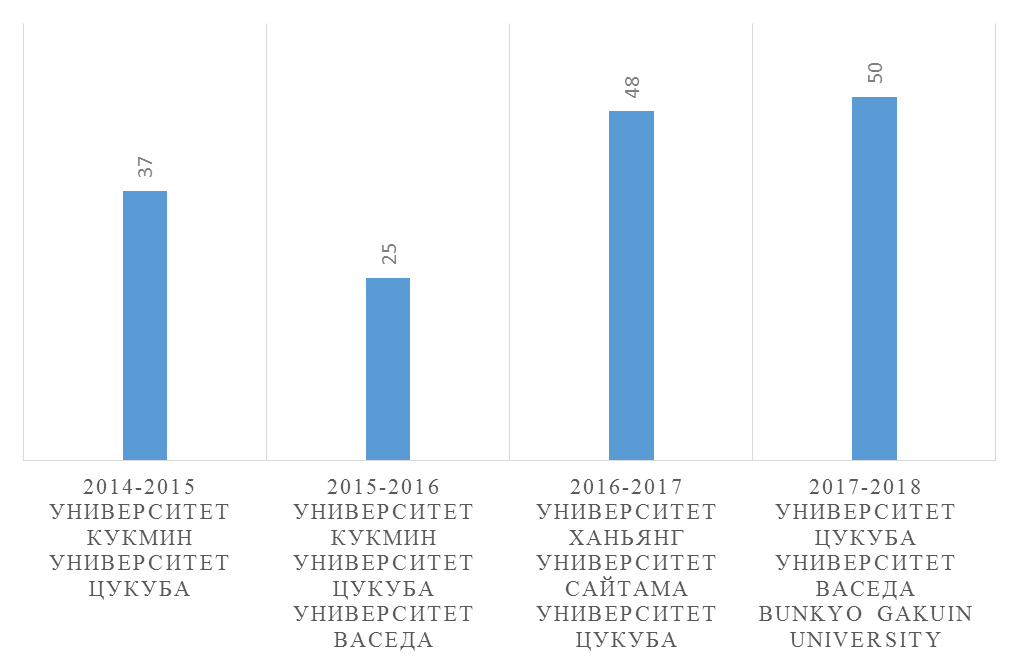 37
25
48
50
2014-2015
УНИВЕРСИТЕТ
КУКМИН
УНИВЕРСИТЕТ
ЦУКУБА
2015-2016
УНИВЕРСИТЕТ
КУКМИН
УНИВЕРСИТЕТ
ЦУКУБА
УНИВЕРСИТЕТ
ВАСЕДА
2016-2017
УНИВЕРСИТЕТ
ХАНЬЯНГ
УНИВЕРСИТЕТ
САЙТАМА
УНИВЕРСИТЕТ
ЦУКУБА
2017-2018
УНИВЕРСИТЕТ
ЦУКУБА
УНИВЕРСИТЕТ
ВАСЕДА
BUNKYO GAKUIN
UNIVERSITY